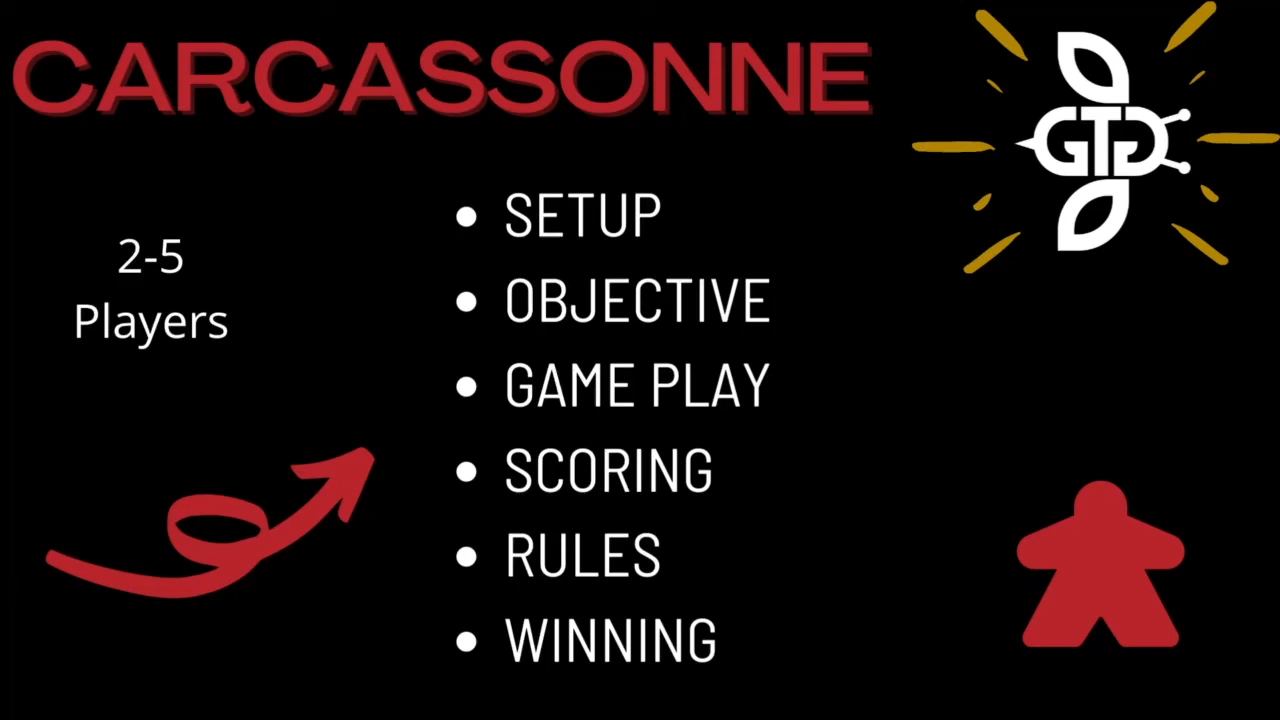 CARCASSONNE
GTG
2-5
Players
SETUP
OBJECTIVE
GAME PLAY
SCORING
RULES
WINNING